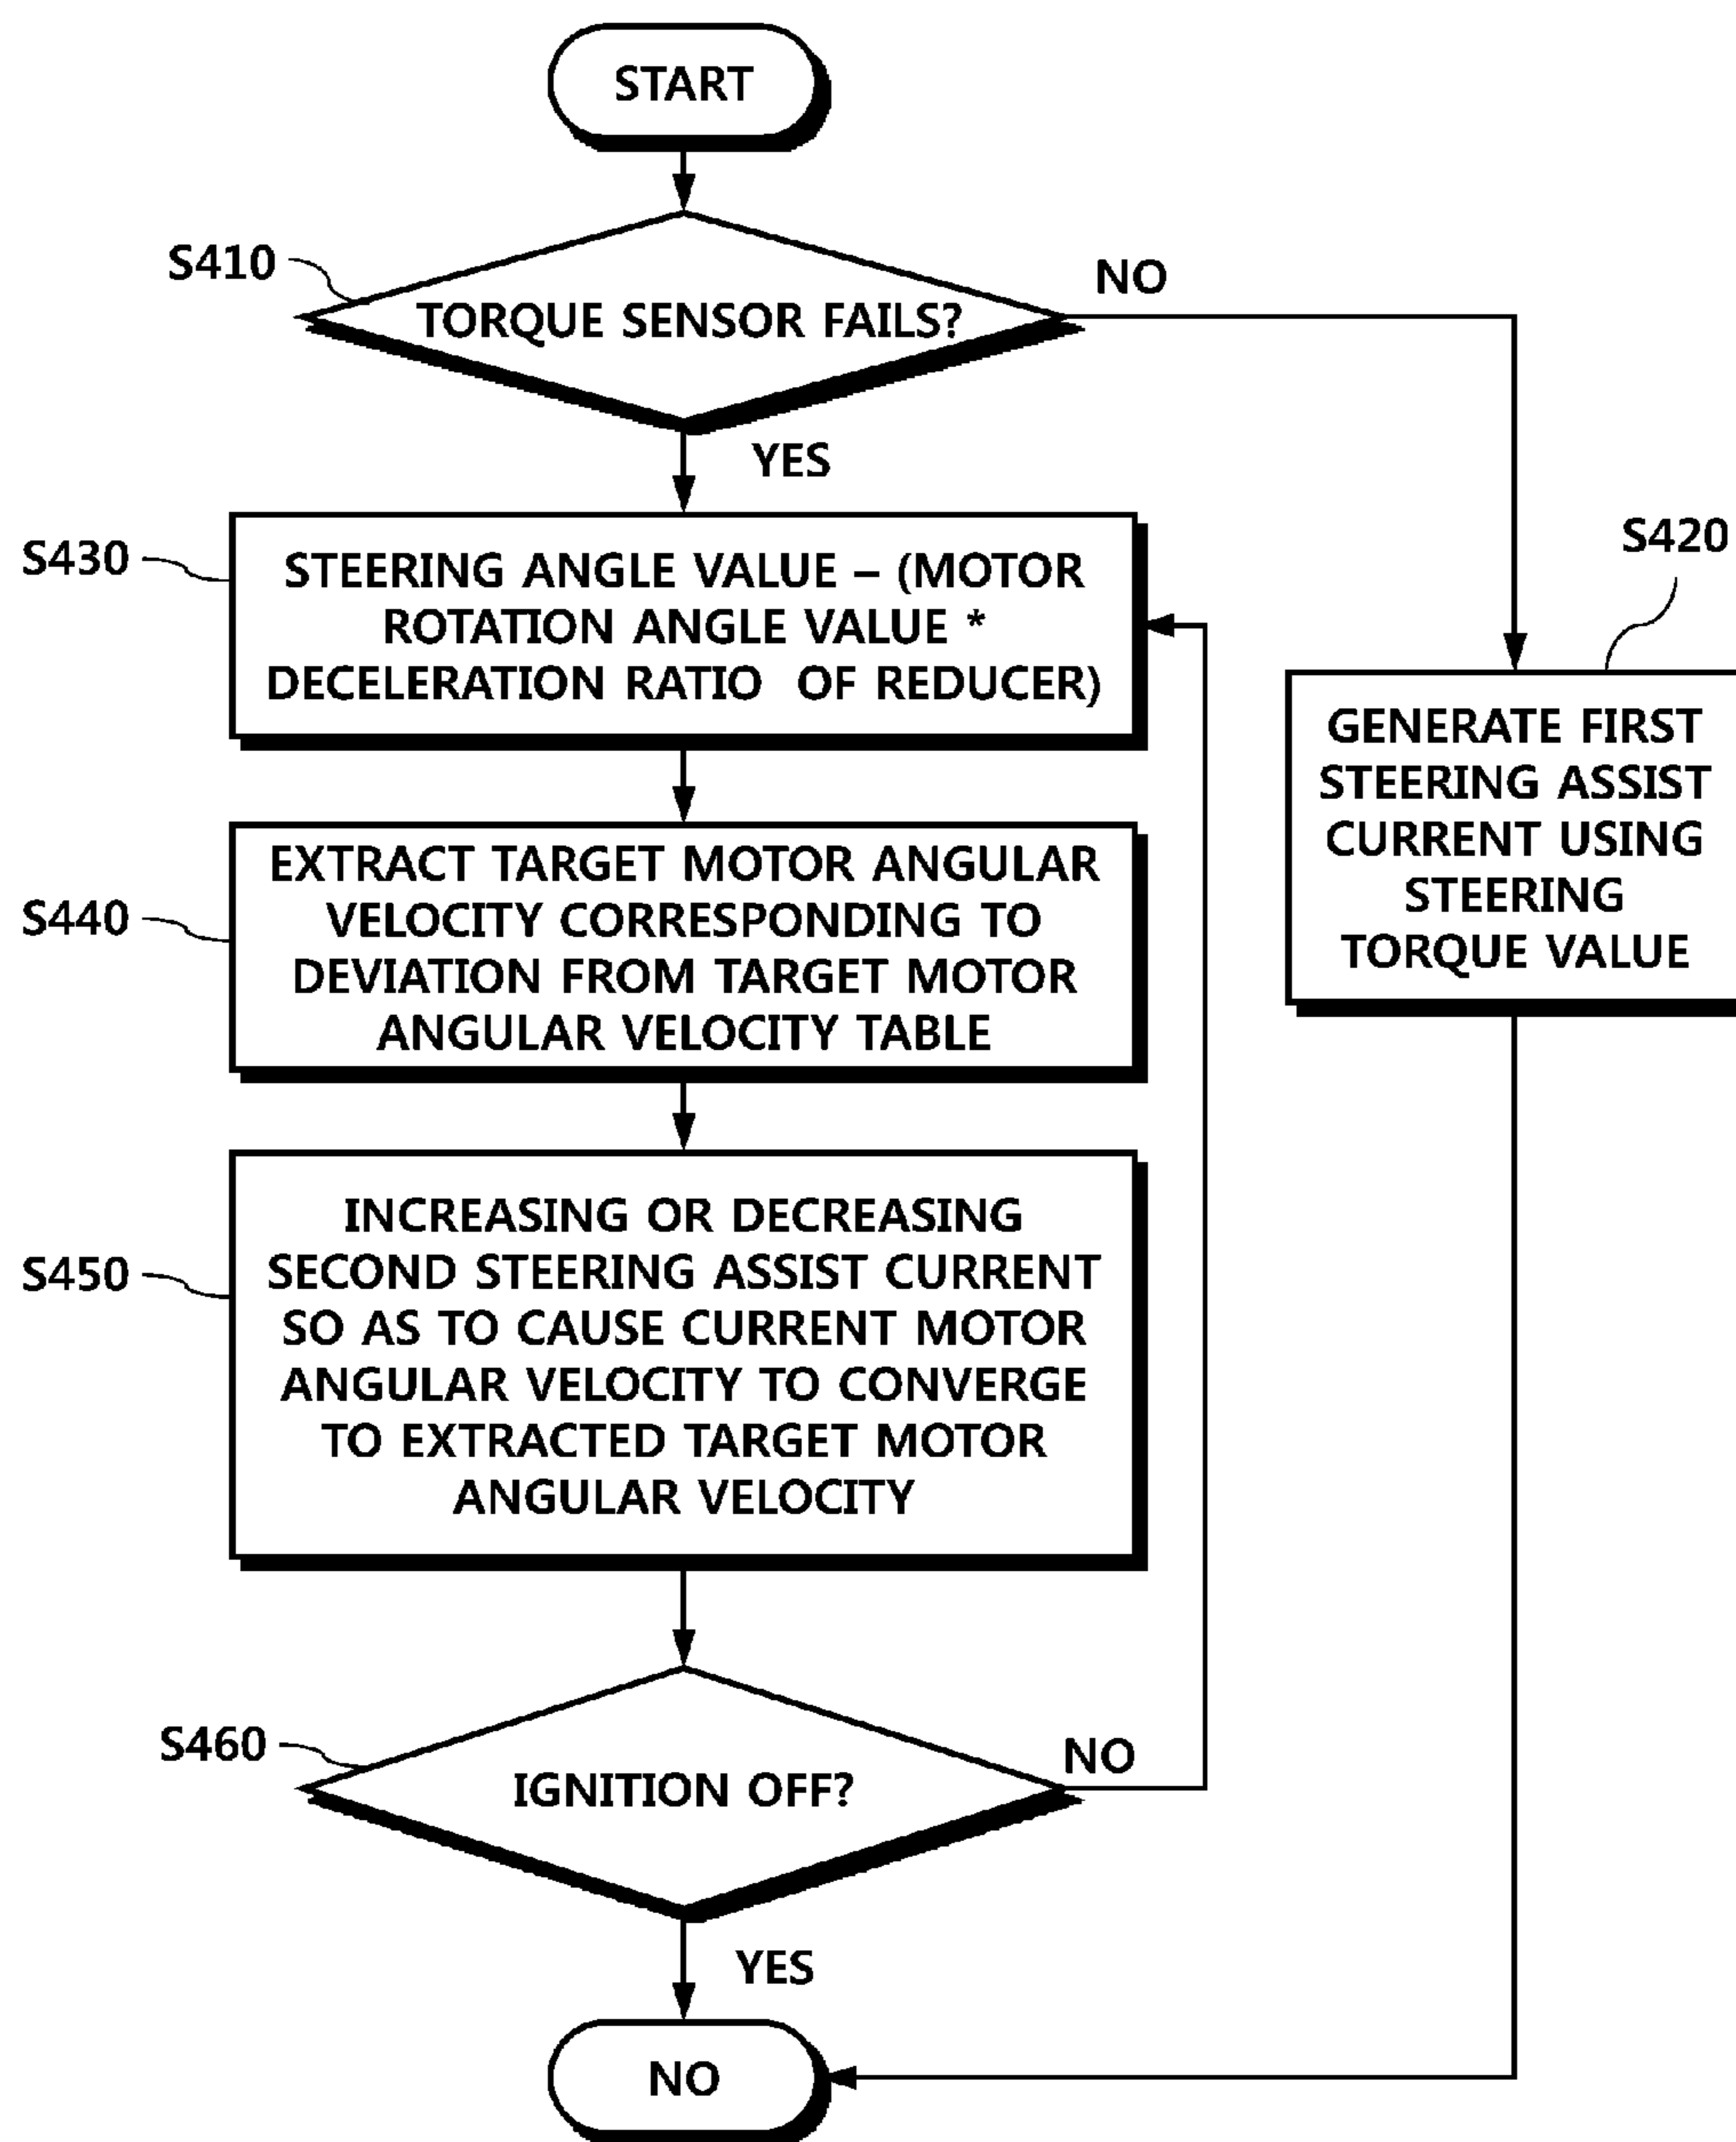 START
S410
TORQUE SENSOR FAILS?
NO
YES
S430
STEERING ANGLE VALUE – (MOTOR
ROTATION ANGLE VALUE *
DECELERATION RATIO OF REDUCER)
S420
GENERATE FIRST
STEERING ASSIST
CURRENT USING
STEERING
TORQUE VALUE
S440
EXTRACT TARGET MOTOR ANGULAR
VELOCITY CORRESPONDING TO
DEVIATION FROM TARGET MOTOR
ANGULAR VELOCITY TABLE
S450
INCREASING OR DECREASING
SECOND STEERING ASSIST CURRENT
SO AS TO CAUSE CURRENT MOTOR
ANGULAR VELOCITY TO CONVERGE
TO EXTRACTED TARGET MOTOR
ANGULAR VELOCITY
S460
IGNITION OFF?
NO
YES
NO